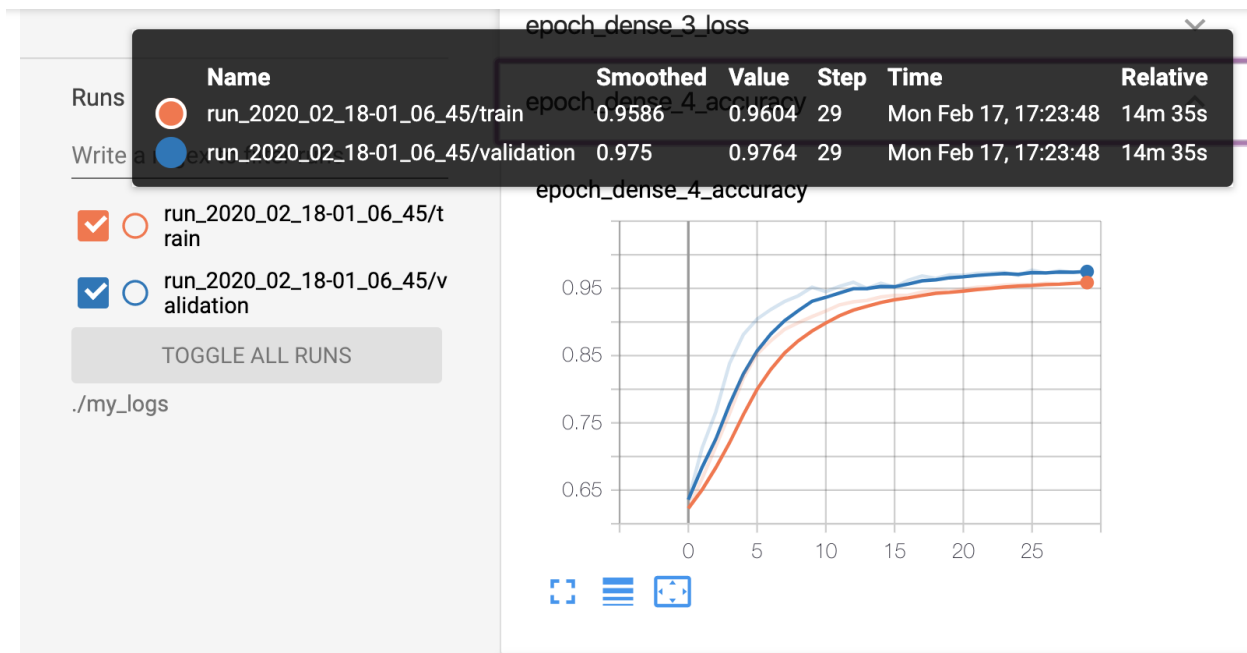 epoch_dense_3_loss
Name Smoothed Value Step Time Relative
run_2020_02_18-01_06_45/train 0.9586 0.9604 29 Mon Feb 17, 17:23:48 14m 35s
run_2020_02_18-01_06_45/validation 0.975 0.9764 29 Mon Feb 17, 17:23:48 14m 35s
epoch_dense_4_accuracy
Runs
Write a
run_2020_02_18-01_06_45/t
rain
run_2020_02_18-01_06_45/v
alidation
TOGGLE ALL RUNS
./my_logs
epoch_dense_4_accuracy
0.95
0.85
0.75
0.65
0 5 10 15 20 25